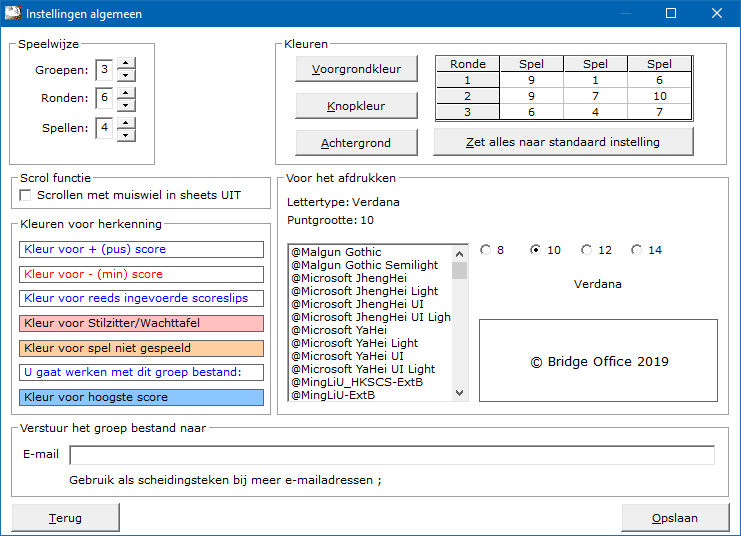 Instellingen algemeen
Speelwijze
Groepen: 3
Ronden: 6
Spellen: 4
Kleuren
Voorgrondkleur
Knopkleur
Achtergrond
Ronde Spel Spel Spel
1 9 1 6
2 9 7 10
3 6 4 7
Zet alles naar standaard instelling
Scrol functie
Scrollen met muiswiel in sheets UIT
Kleuren voor herkenning
Kleur voor + (pus) score
Kleur voor - (min) score
Kleur voor reeds ingevoerde scoreslips
Kleur voor Stilzitter/Wachttafel
Kleur voor spel niet gespeeld
U gaat werken met dit groep bestand:
Kleur voor hoogste score
Voor het afdrukken
Lettertype: Verdana
Puntgrootte: 10
@Malgun Gothic
@Malgun Gothic Semilight
@Microsoft JhengHei
@Microsoft JhengHei Light
@Microsoft JhengHei UI
@Microsoft JhengHei UI Ligh
@Microsoft YaHei
@Microsoft YaHei Light
@Microsoft YaHei UI
@Microsoft YaHei UI Light
@MingLiU_HKSCS-ExtB
@MingLiU-ExtB
8 10 12 14
Verdana
© Bridge Office 2019
Verstuur het groep bestand naar
E-mail
Gebruik als scheidingsteken bij meer e-mailadressen ;
Terug
Opslaan